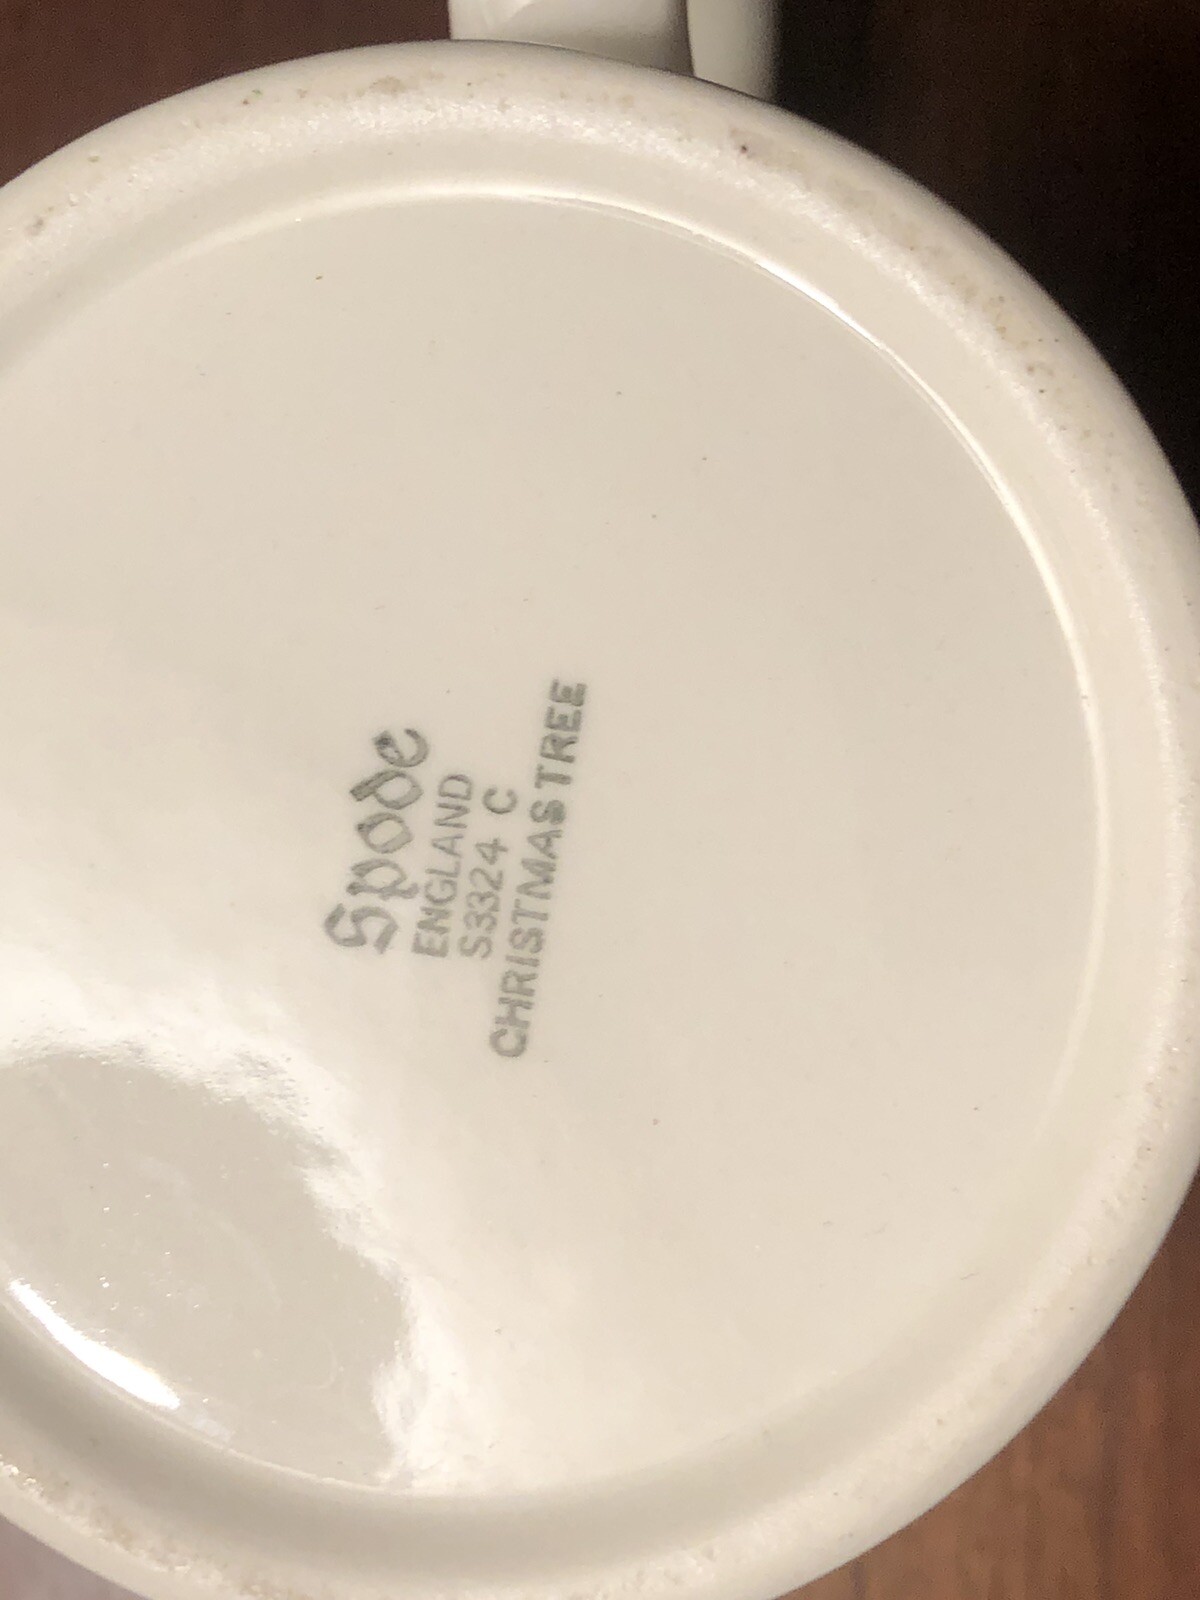 Spode
ENGLAND
S3324 C
CHRISTMAS TREE